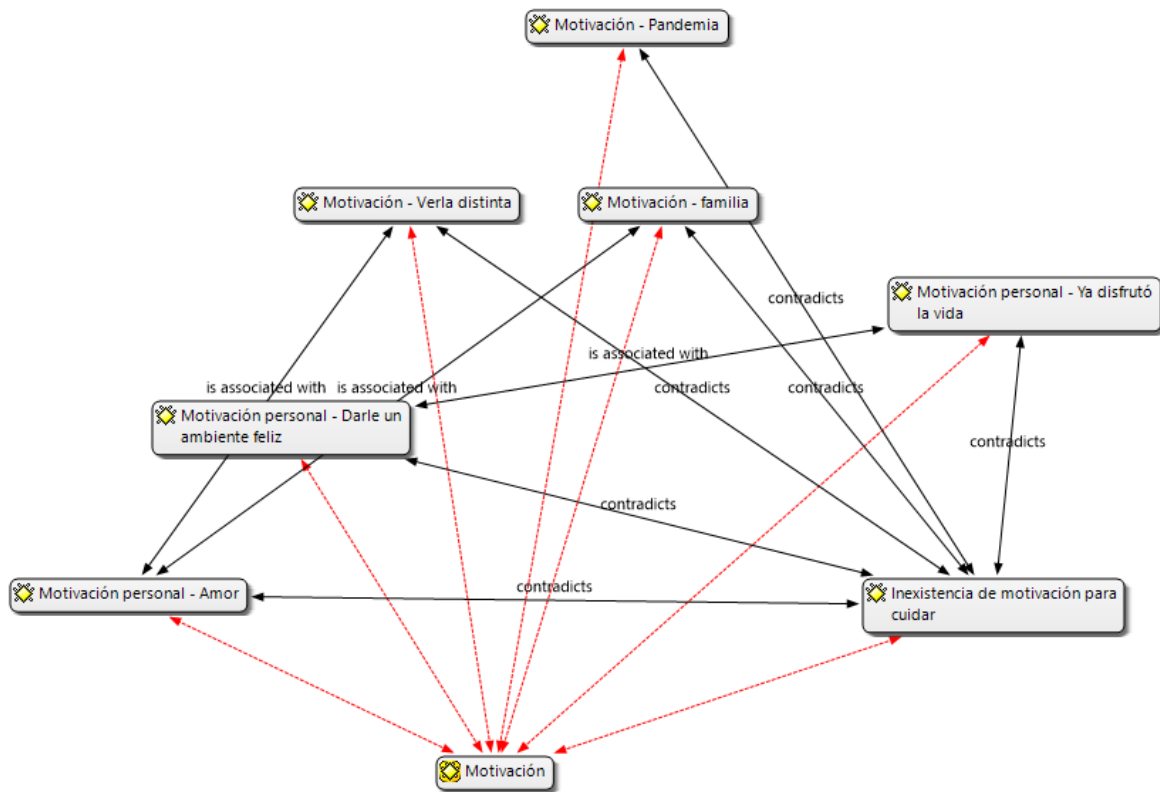 Motivación - Pandemia
Motivación - Verla distinta
Motivación - familia
Motivación personal - Ya disfrutó
la vida
contradicts
is associated with
is associated with
is associated with
contradicts
contradicts
Motivación personal - Darle un
ambiente feliz
contradicts
contradicts
Motivación personal - Amor
contradicts
Inexistencia de motivación para
cuidar
Motivación